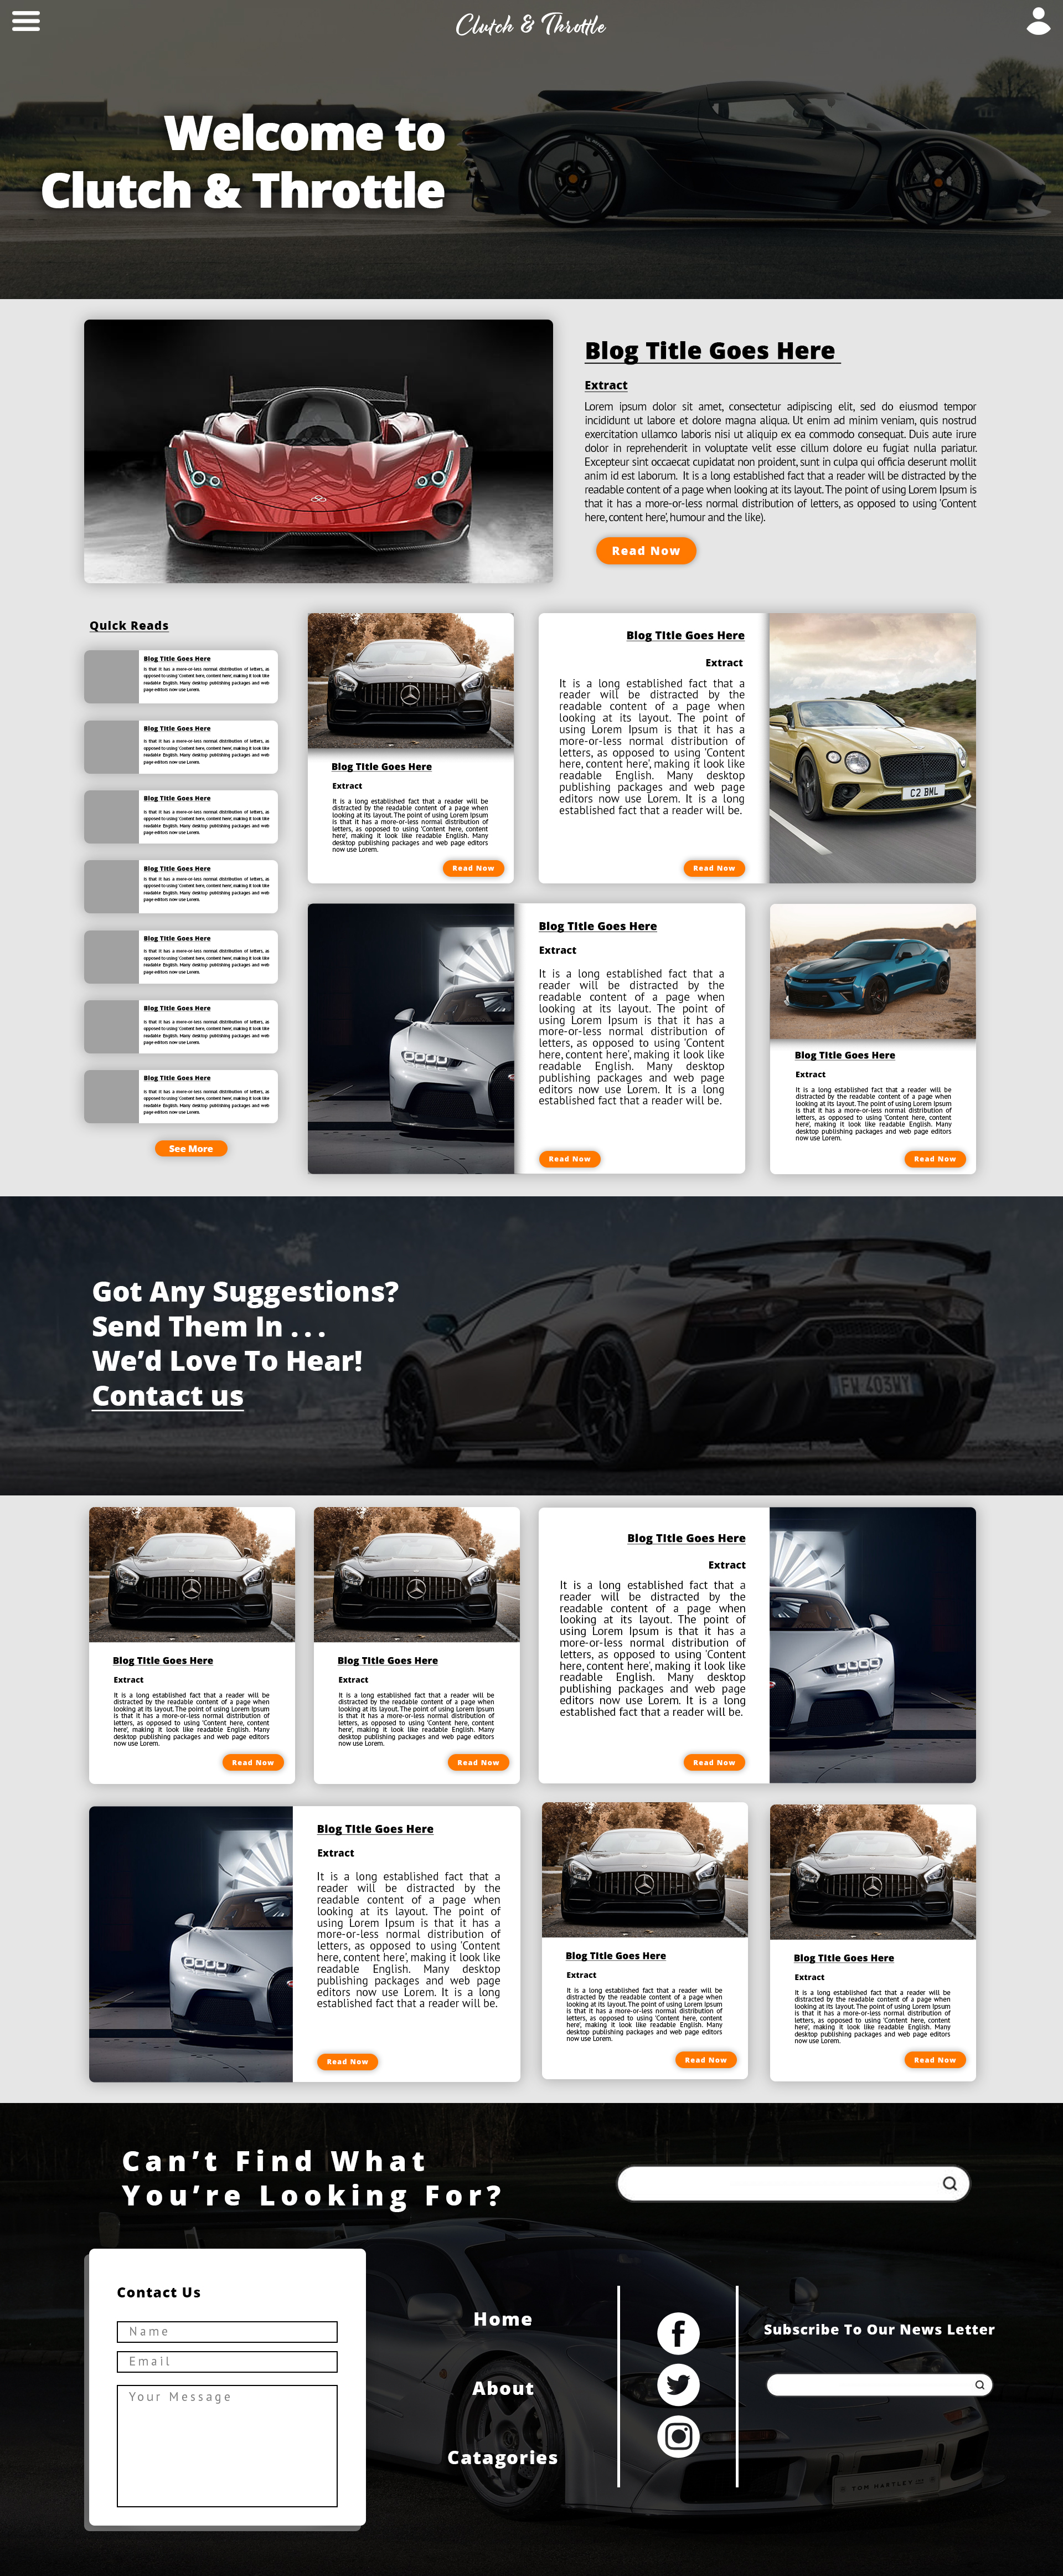 Clutch & Throttle
Welcome to
Clutch & Throttle
Blog Title Goes Here
Extract
Lorem ipsum dolor sit amet, consectetur adipiscing elit, sed do eiusmod tempor
incididunt ut labore et dolore magna aliqua. Ut enim ad minim veniam, quis nostrud
exercitation ullamco laboris nisi ut aliquip ex ea commodo consequat. Duis aute irure
dolor in reprehenderit in voluptate velit esse cillum dolore eu fugiat nulla pariatur.
Excepteur sint occaecat cupidatat non proident, sunt in culpa qui officia deserunt mollit
anim id est laborum. It is a long established fact that a reader will be distracted by the
readable content of a page when looking at its layout. The point of using Lorem Ipsum is
that it has a more-or-less normal distribution of letters, as opposed to using 'Content
here, content here', humour and the like).
Read Now
Quick Reads
Blog Title Goes Here
is that it has a more-or-less normal distribution of letters, as
opposed to using 'Content here, content here', making it look like
readable English. Many desktop publishing packages and web
page editors now use Lorem.
Blog Title Goes Here
is that it has a more-or-less normal distribution of letters, as
opposed to using 'Content here, content here', making it look like
readable English. Many desktop publishing packages and web
page editors now use Lorem.
Blog Title Goes Here
is that it has a more-or-less normal distribution of letters, as
opposed to using 'Content here, content here', making it look like
readable English. Many desktop publishing packages and web
page editors now use Lorem.
Blog Title Goes Here
is that it has a more-or-less normal distribution of letters, as
opposed to using 'Content here, content here', making it look like
readable English. Many desktop publishing packages and web
page editors now use Lorem.
Blog Title Goes Here
is that it has a more-or-less normal distribution of letters, as
opposed to using 'Content here, content here', making it look like
readable English. Many desktop publishing packages and web
page editors now use Lorem.
Blog Title Goes Here
is that it has a more-or-less normal distribution of letters, as
opposed to using 'Content here, content here', making it look like
readable English. Many desktop publishing packages and web
page editors now use Lorem.
Blog Title Goes Here
is that it has a more-or-less normal distribution of letters, as
opposed to using 'Content here, content here', making it look like
readable English. Many desktop publishing packages and web
page editors now use Lorem.
See More
Blog Title Goes Here
Extract
It is a long established fact that a reader will be
distracted by the readable content of a page when
looking at its layout. The point of using Lorem Ipsum
is that it has a more-or-less normal distribution of
letters, as opposed to using 'Content here, content
here', making it look like readable English. Many
desktop publishing packages and web page editors
now use Lorem.
Read Now
Blog Title Goes Here
Extract
It is a long established fact that a
reader will be distracted by the
readable content of a page when
looking at its layout. The point of
using Lorem Ipsum is that it has a
more-or-less normal distribution of
letters, as opposed to using 'Content
here, content here', making it look like
readable English. Many desktop
publishing packages and web page
editors now use Lorem. It is a long
established fact that a reader will be.
Read Now
C2 BML
Blog Title Goes Here
Extract
It is a long established fact that a
reader will be distracted by the
readable content of a page when
looking at its layout. The point of
using Lorem Ipsum is that it has a
more-or-less normal distribution of
letters, as opposed to using 'Content
here, content here', making it look like
readable English. Many desktop
publishing packages and web page
editors now use Lorem. It is a long
established fact that a reader will be.
Read Now
Blog Title Goes Here
Extract
It is a long established fact that a reader will be
distracted by the readable content of a page when
looking at its layout. The point of using Lorem Ipsum
is that it has a more-or-less normal distribution of
letters, as opposed to using 'Content here, content
here', making it look like readable English. Many
desktop publishing packages and web page editors
now use Lorem.
Read Now
Got Any Suggestions?
Send Them In . . .
We'd Love To Hear!
Contact us
FW 403WY
Blog Title Goes Here
Extract
It is a long established fact that a reader will be
distracted by the readable content of a page when
looking at its layout. The point of using Lorem Ipsum
is that it has a more-or-less normal distribution of
letters, as opposed to using 'Content here, content
here', making it look like readable English. Many
desktop publishing packages and web page editors
now use Lorem.
Read Now
Blog Title Goes Here
Extract
It is a long established fact that a reader will be
distracted by the readable content of a page when
looking at its layout. The point of using Lorem Ipsum
is that it has a more-or-less normal distribution of
letters, as opposed to using 'Content here, content
here', making it look like readable English. Many
desktop publishing packages and web page editors
now use Lorem.
Read Now
Blog Title Goes Here
Extract
It is a long established fact that a
reader will be distracted by the
readable content of a page when
looking at its layout. The point of
using Lorem Ipsum is that it has a
more-or-less normal distribution of
letters, as opposed to using 'Content
here, content here', making it look like
readable English. Many desktop
publishing packages and web page
editors now use Lorem. It is a long
established fact that a reader will be.
Read Now
Blog Title Goes Here
Extract
It is a long established fact that a
reader will be distracted by the
readable content of a page when
looking at its layout. The point of
using Lorem Ipsum is that it has a
more-or-less normal distribution of
letters, as opposed to using 'Content
here, content here', making it look like
readable English. Many desktop
publishing packages and web page
editors now use Lorem. It is a long
established fact that a reader will be.
Read Now
Blog Title Goes Here
Extract
It is a long established fact that a reader will be
distracted by the readable content of a page when
looking at its layout. The point of using Lorem Ipsum
is that it has a more-or-less normal distribution of
letters, as opposed to using 'Content here, content
here', making it look like readable English. Many
desktop publishing packages and web page editors
now use Lorem.
Read Now
Blog Title Goes Here
Extract
It is a long established fact that a reader will be
distracted by the readable content of a page when
looking at its layout. The point of using Lorem Ipsum
is that it has a more-or-less normal distribution of
letters, as opposed to using 'Content here, content
here', making it look like readable English. Many
desktop publishing packages and web page editors
now use Lorem.
Read Now
Can't Find What
You're Looking For?
Contact Us
Name
Email
Your Message
Home
About
Catagories
Subscribe To Our News Letter
TOM HARTLEY